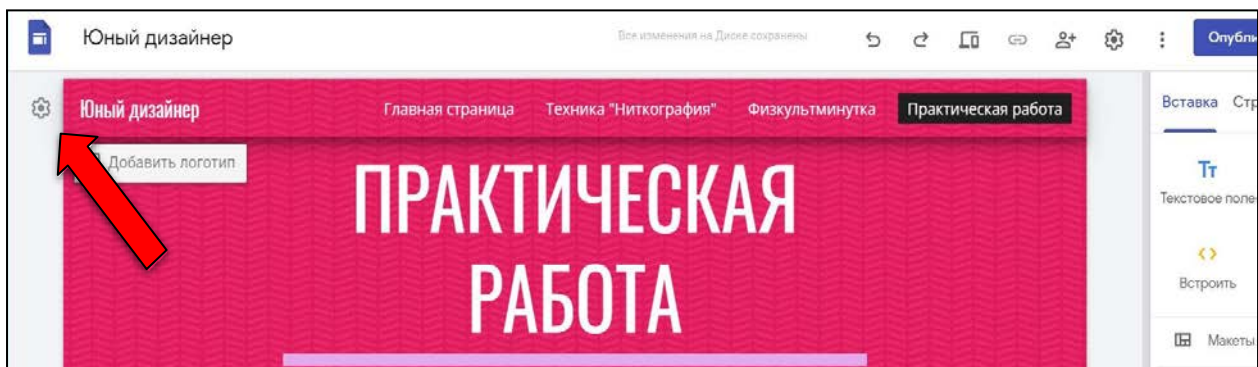 Юный дизайнер Все изменения на Диске сохранены Опубли
Юный дизайнер Главная страница Техника "Ниткография" Физкультминутка Практическая работа
Вставка Стр
Добавить логотип
ПРАКТИЧЕСКАЯ
РАБОТА
Тт
Текстовое поле
Встроить
Макеты